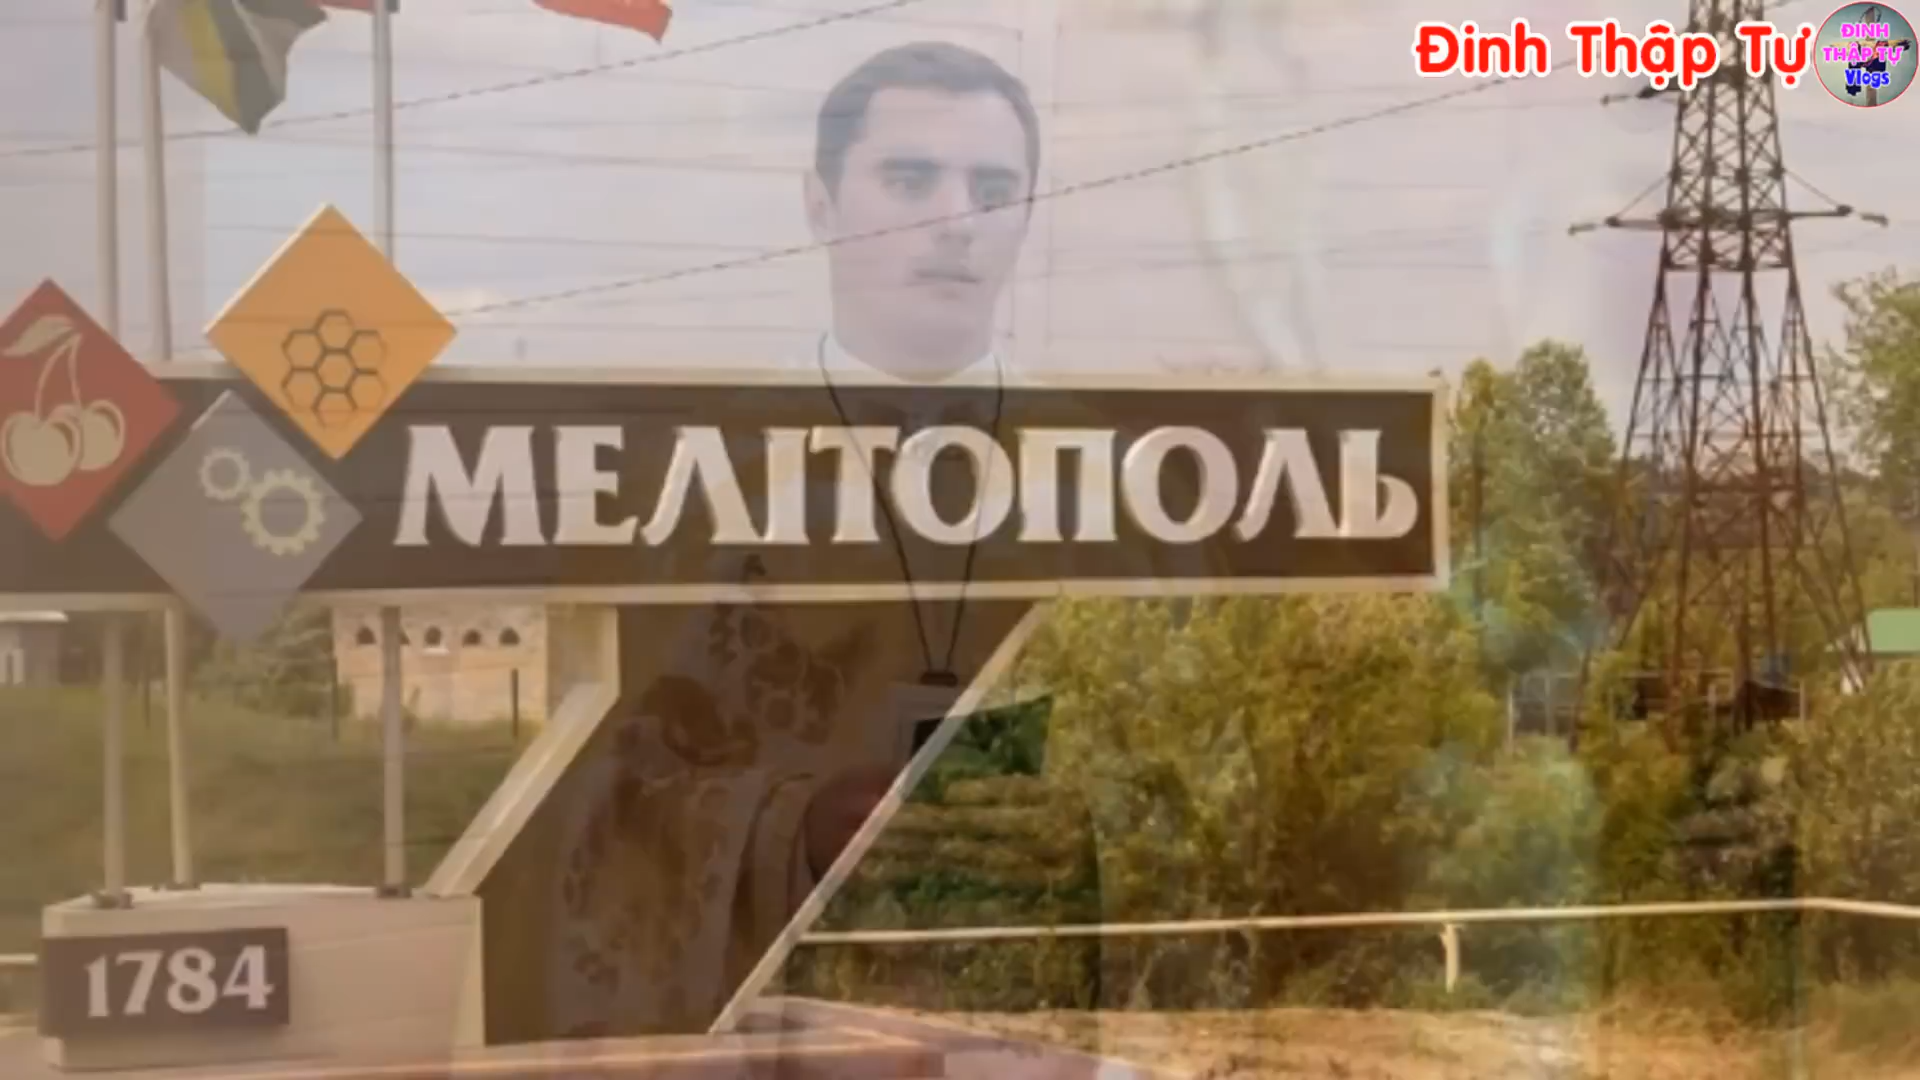 Đinh Thập Tự
ĐINH
THẬP TỰ
Vlogs
МЕЛІТОПОЛЬ
1784